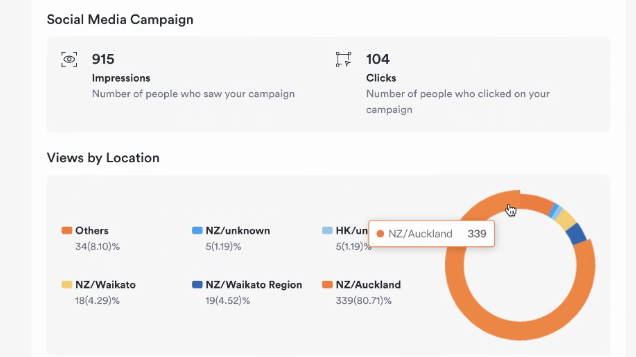 Social Media Campaign
915
Impressions
Number of people who saw your campaign
104
Clicks
Number of people who clicked on your
campaign
Views by Location
Others
34(8.10)%
NZ/unknown
5(1.19)%
HK/un
5(1.19)%
NZ/Auckland 339
NZ/Waikato
18(4.29)%
NZ/Waikato Region
19(4.52)%
NZ/Auckland
339(80.71)%